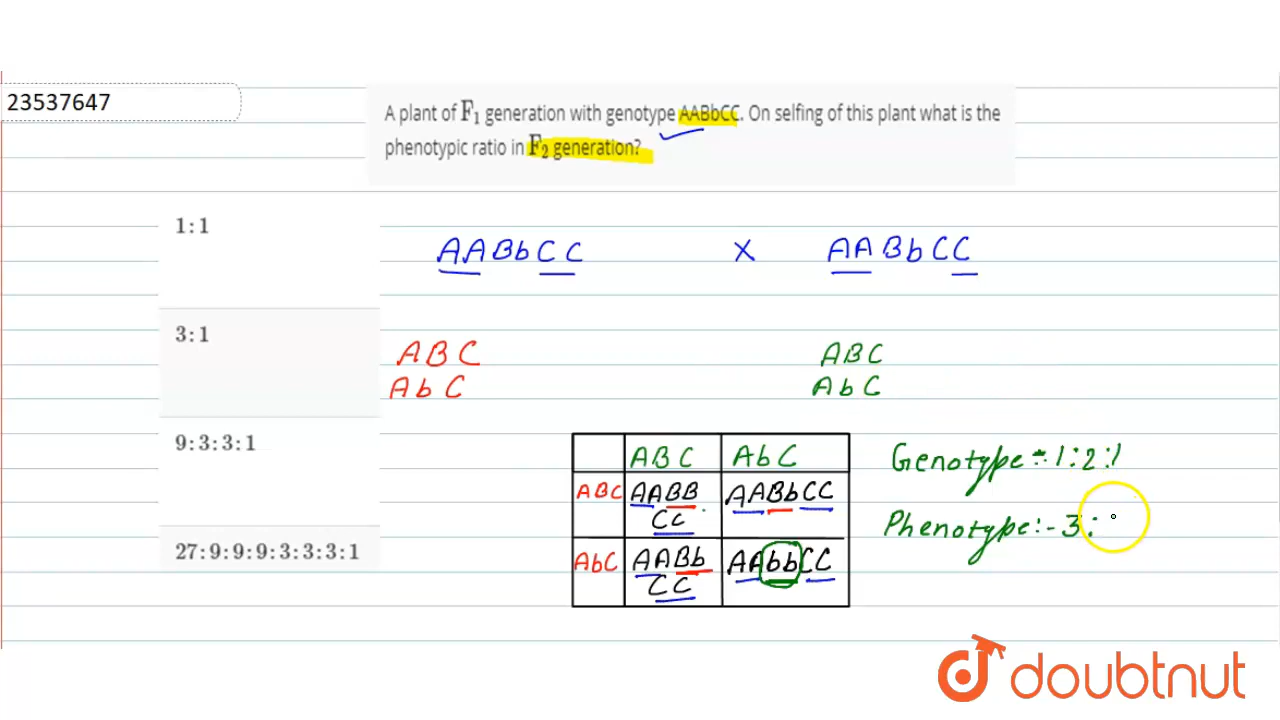 23537647
A plant of F₁ generation with genotype AABbCC. On selfing of this plant what is the
phenotypic ratio in F₂ generation?
1 : 1
AABbCC X AABbCC
3 : 1
ABC ABC
AbC AbC
9 : 3 : 3 : 1
ABC AbC
ABC AABB AABbCC
CC
AbC AABb AAbbCC
CC
Genotype :- 1:2:1
Phenotype :- 3:
27 : 9 : 9 : 9 : 3 : 3 : 3 : 1
doubtnut